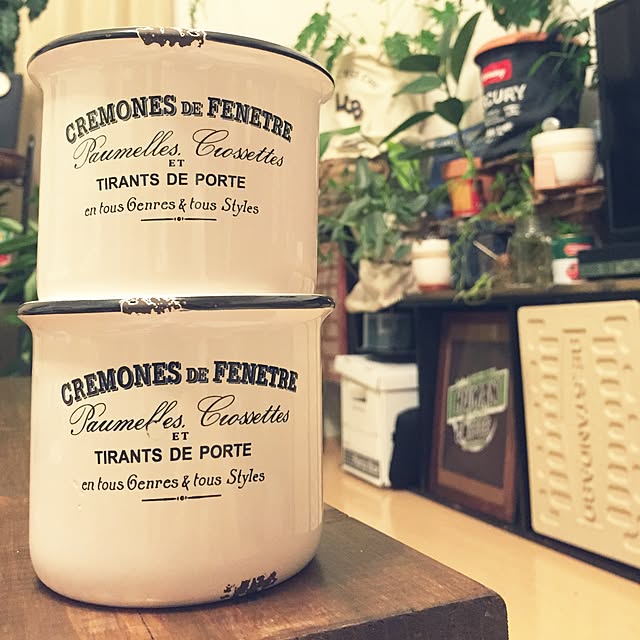 CREMONES DE FENETRE
Paumelles, Crossettes
ET
TIRANTS DE PORTE
en tous Genres & tous Styles
CREMONES DE FENETRE
Paumelles, Crossettes
ET
TIRANTS DE PORTE
en tous Genres & tous Styles
HUMAN